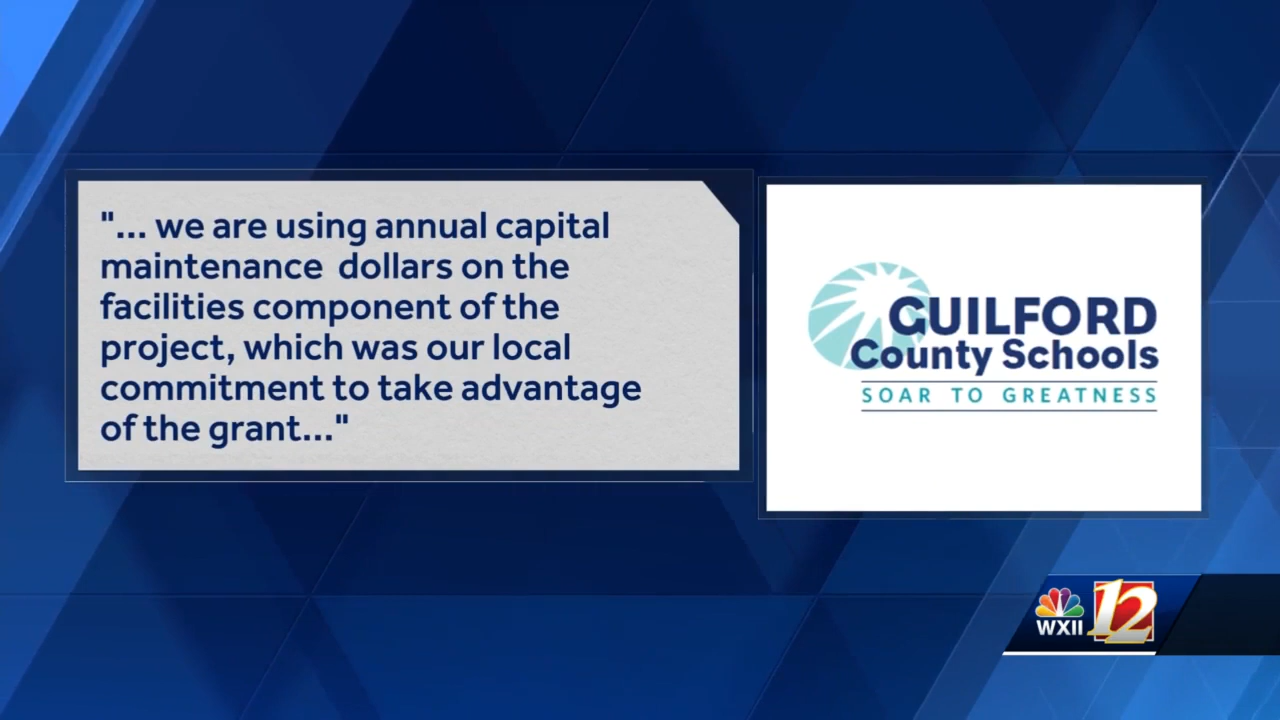 "... we are using annual capital
maintenance  dollars on the
facilities component of the
project, which was our local
commitment to take advantage
of the grant..."
GUILFORD
County Schools
SOAR TO GREATNESS
WXII 12